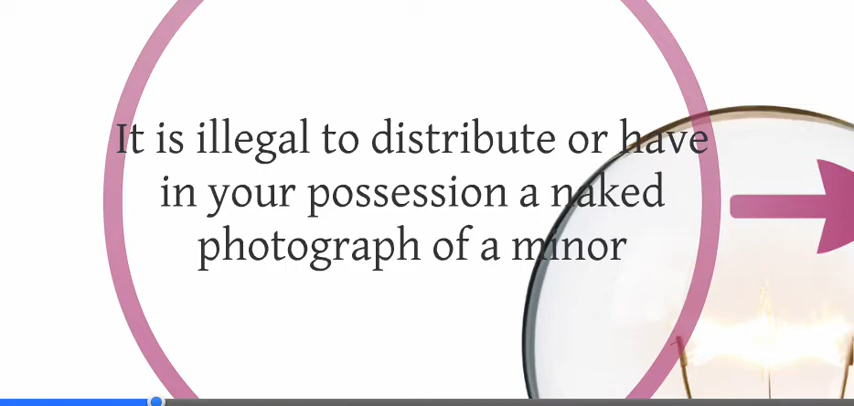 It is illegal to distribute or have
in your possession a naked
photograph of a minor